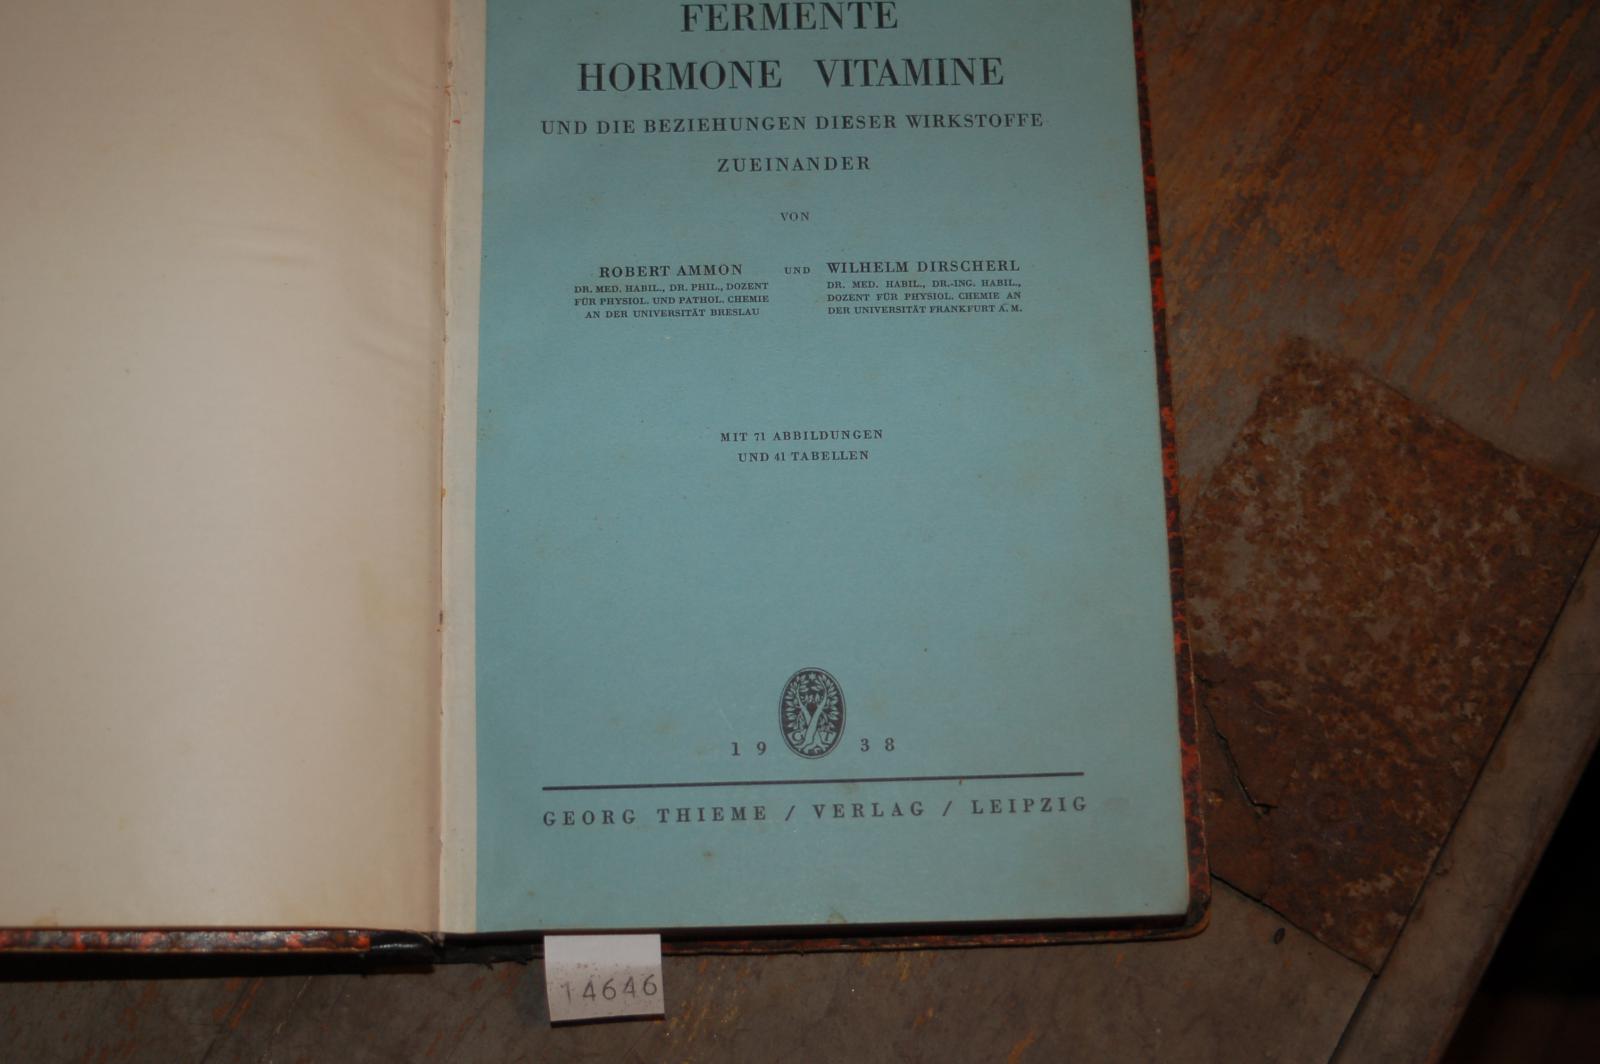 FERMENTE
HORMONE VITAMINE
UND DIE BEZIEHUNGEN DIESER WIRKSTOFFE
ZUEINANDER
VON
ROBERT AMMON
DR. MED. HABIL., DR. PHIL., DOZENT
FÜR PHYSIOL. UND PATHOL. CHEMIE
AN DER UNIVERSITÄT BRESLAU
UND
WILHELM DIRSCHERL
DR. MED. HABIL., DR.-ING. HABIL.,
DOZENT FÜR PHYSIOL. CHEMIE AN
DER UNIVERSITÄT FRANKFURT A. M.
MIT 71 ABBILDUNGEN
UND 41 TABELLEN
G T
1938
GEORG THIEME / VERLAG / LEIPZIG
14646